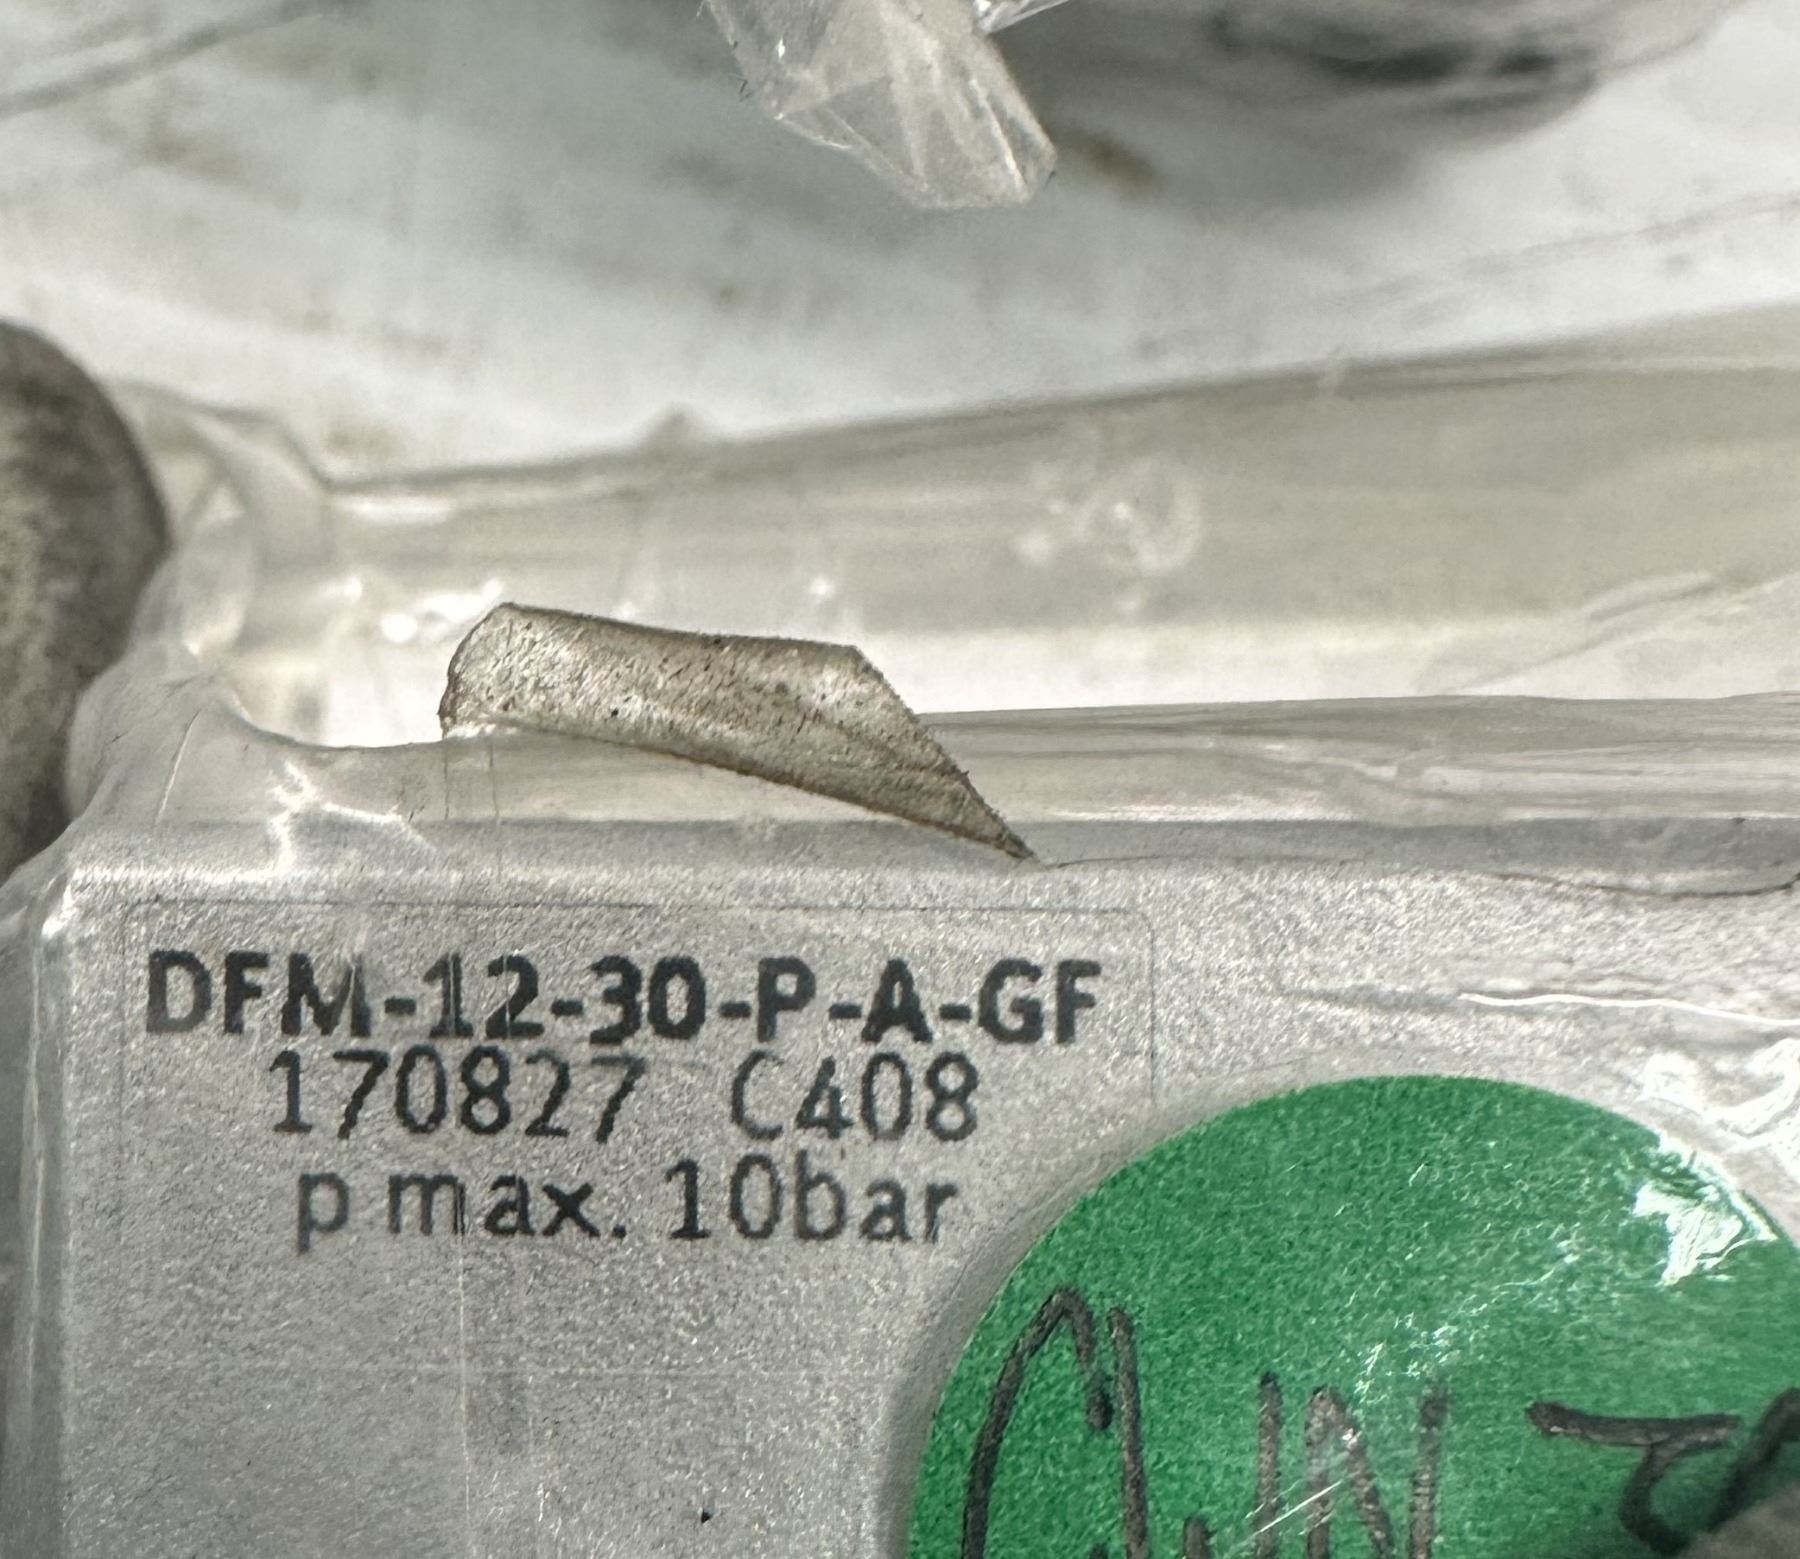 DFM-12-30-P-A-GF
170827 C408
p max. 10bar